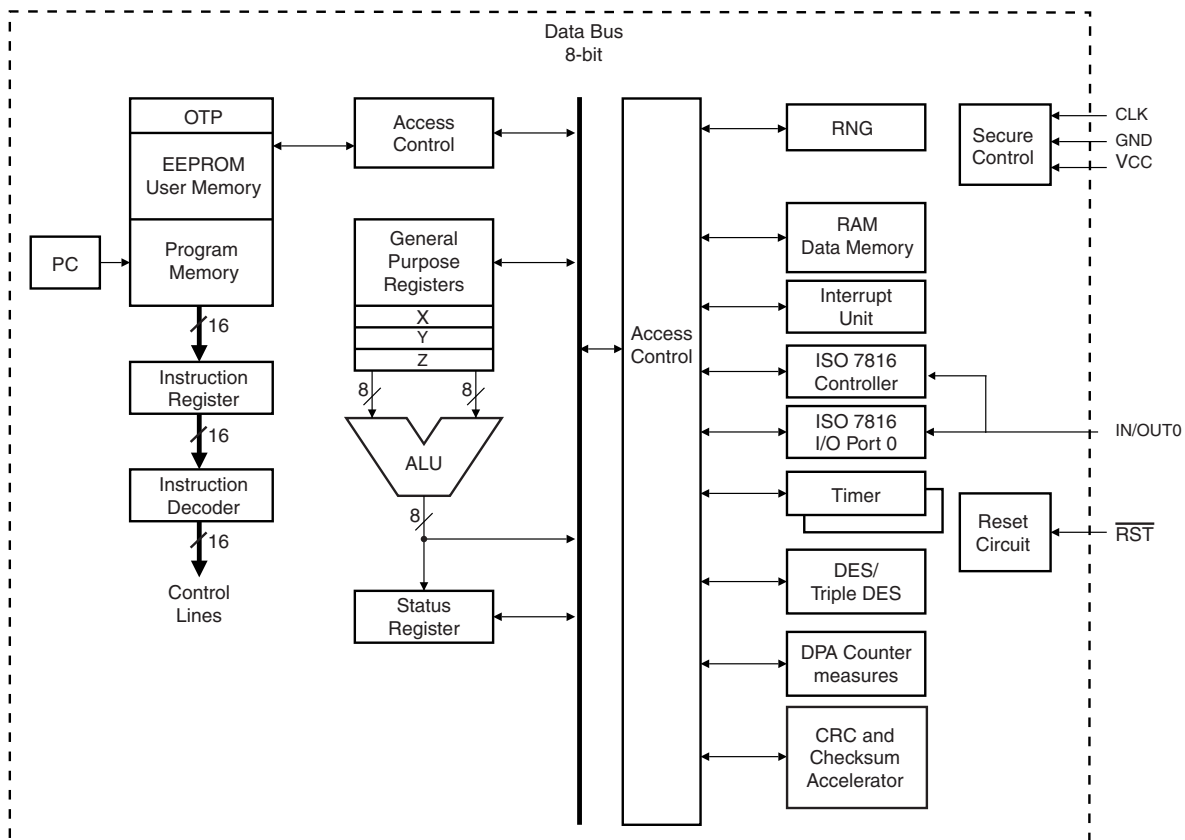 Data Bus
8-bit
OTP
EEPROM
User Memory
Program
Memory
PC
16
Instruction
Register
16
Instruction
Decoder
16
Control
Lines
Access
Control
General
Purpose
Registers
X
Y
Z
8
8
ALU
8
Status
Register
Access
Control
RNG
RAM
Data Memory
Interrupt
Unit
ISO 7816
Controller
ISO 7816
I/O Port 0
Timer
DES/
Triple DES
DPA Counter
measures
CRC and
Checksum
Accelerator
Secure
Control
CLK
GND
VCC
IN/OUT0
Reset
Circuit
RST